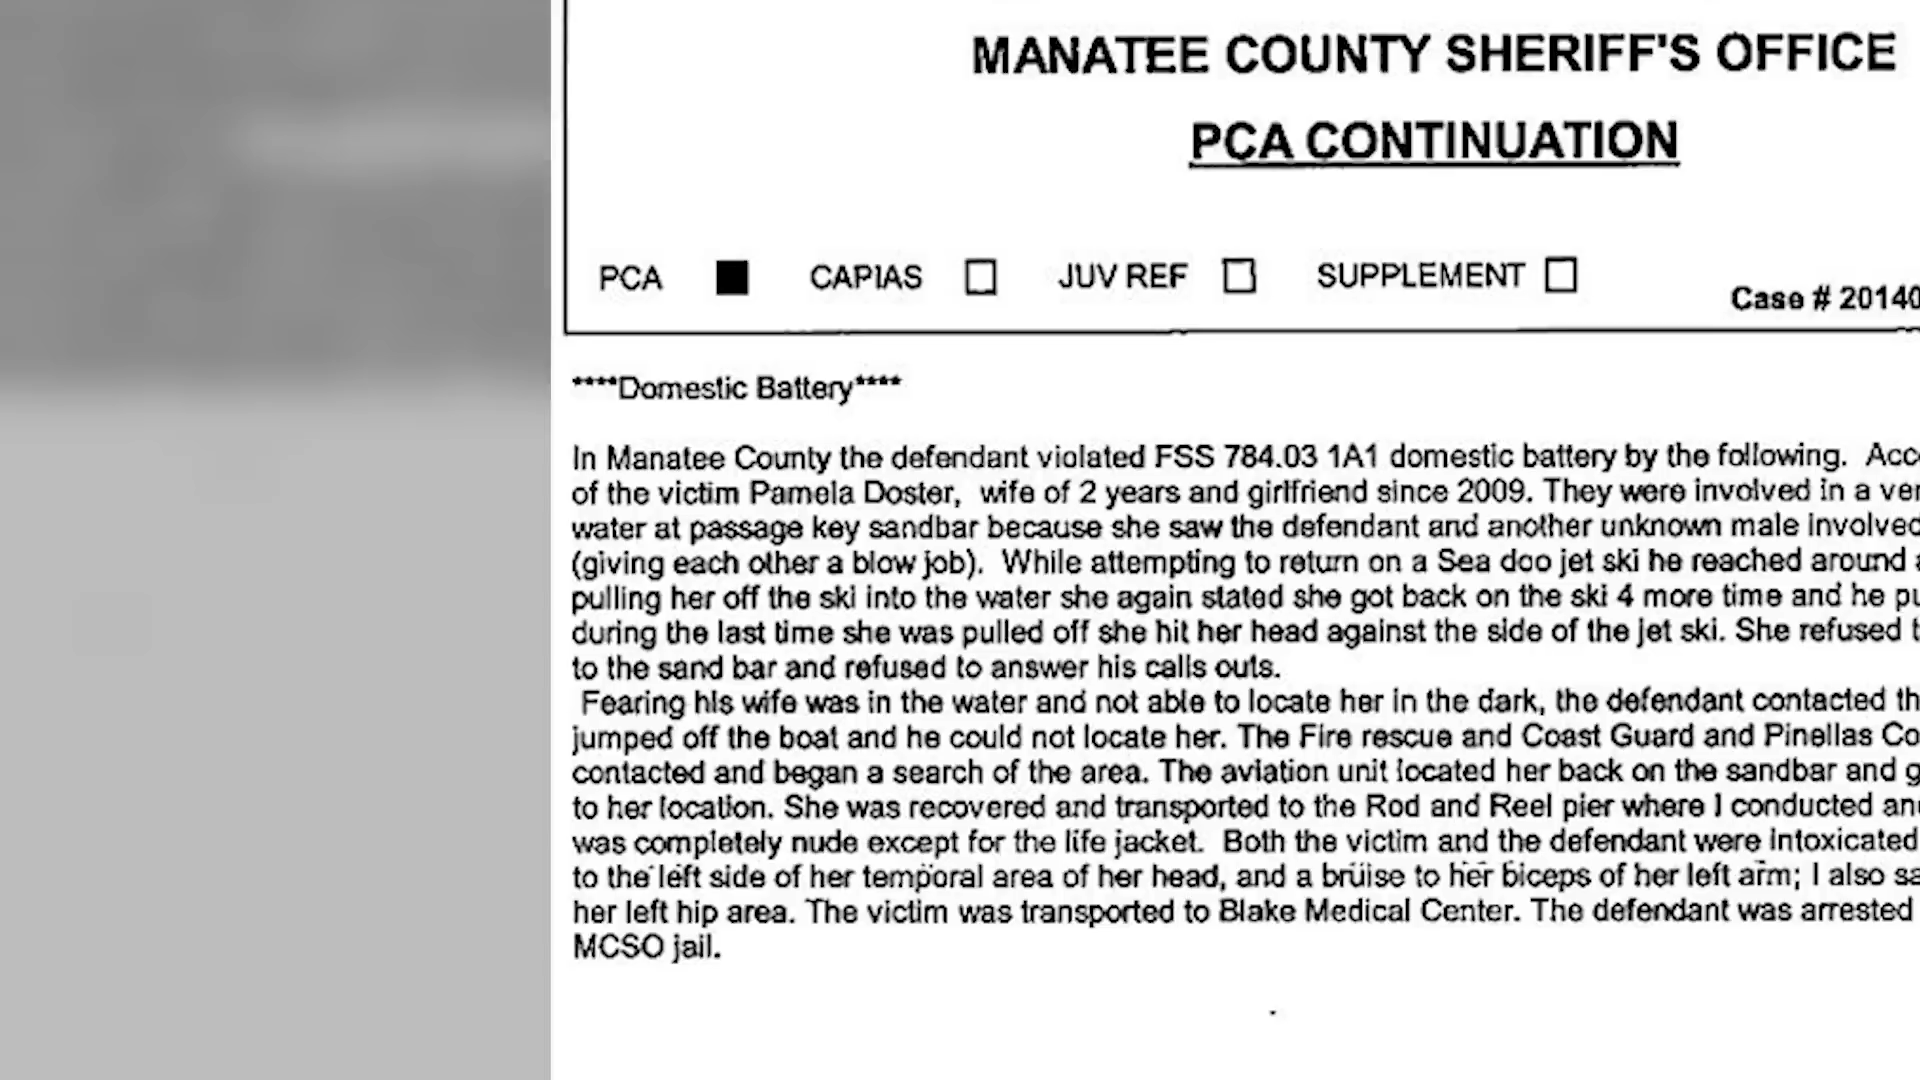 MANATEE COUNTY SHERIFF'S OFFICE
PCA CONTINUATION
PCA CAPIAS JUV REF SUPPLEMENT
Case # 20140
****Domestic Battery****
In Manatee County the defendant violated FSS 784.03 1A1 domestic battery by the following. Acc
of the victim Pamela Doster, wife of 2 years and girlfriend since 2009. They were involved in a ver
water at passage key sandbar because she saw the defendant and another unknown male involved
(giving each other a blow job). While attempting to return on a Sea doo jet ski he reached around a
pulling her off the ski into the water she again stated she got back on the ski 4 more time and he pu
during the last time she was pulled off she hit her head against the side of the jet ski. She refused t
to the sand bar and refused to answer his calls outs.
Fearing his wife was in the water and not able to locate her in the dark, the defendant contacted th
jumped off the boat and he could not locate her. The Fire rescue and Coast Guard and Pinellas Co
contacted and began a search of the area. The aviation unit located her back on the sandbar and g
to her location. She was recovered and transported to the Rod and Reel pier where I conducted an
was completely nude except for the life jacket. Both the victim and the defendant were intoxicated
to the left side of her temporal area of her head, and a bruise to her biceps of her left arm; I also sa
her left hip area. The victim was transported to Blake Medical Center. The defendant was arrested
MCSO jail.